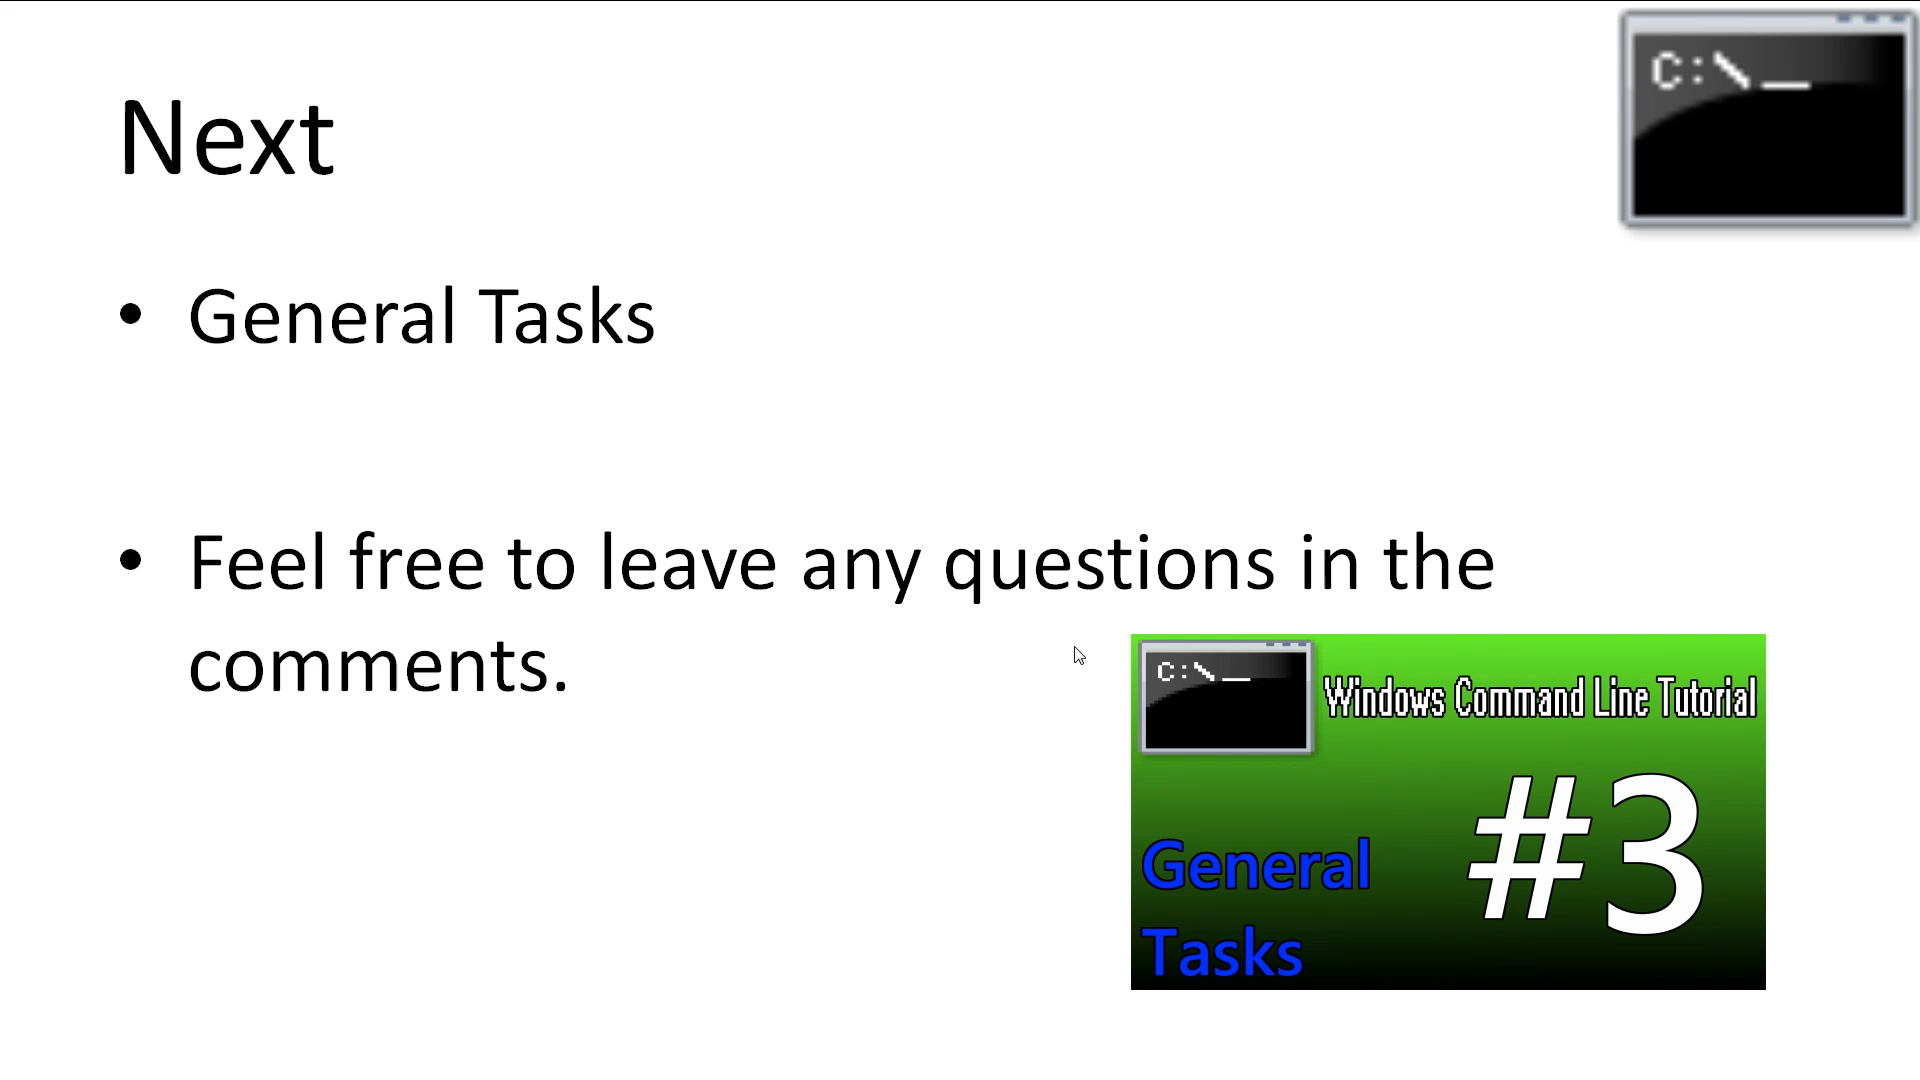 C:\_
Next
• General Tasks
• Feel free to leave any questions in the
comments.
C:\_
Windows Command Line Tutorial
#3
General
Tasks